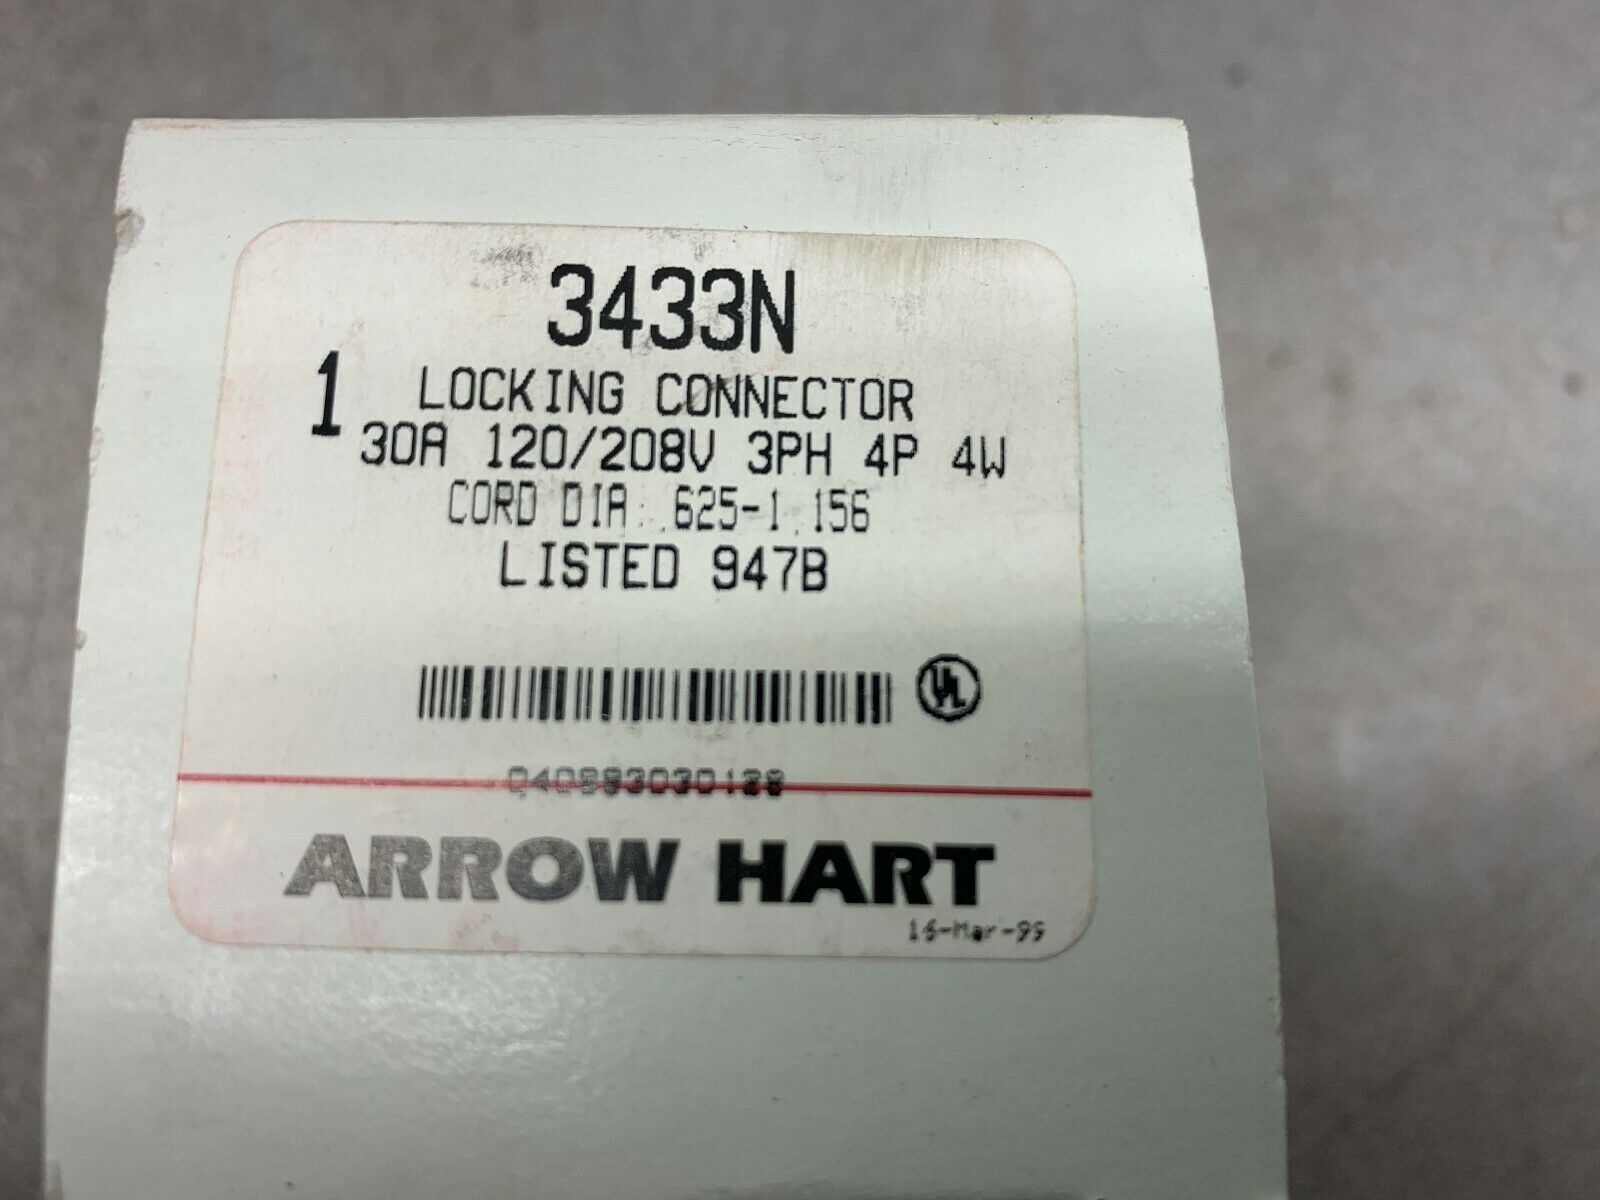 3433N
1 LOCKING CONNECTOR
30A 120/208V 3PH 4P 4W
CORD DIA: .625-1.156
LISTED 947B
UL
ARROW HART
16-Mar-99